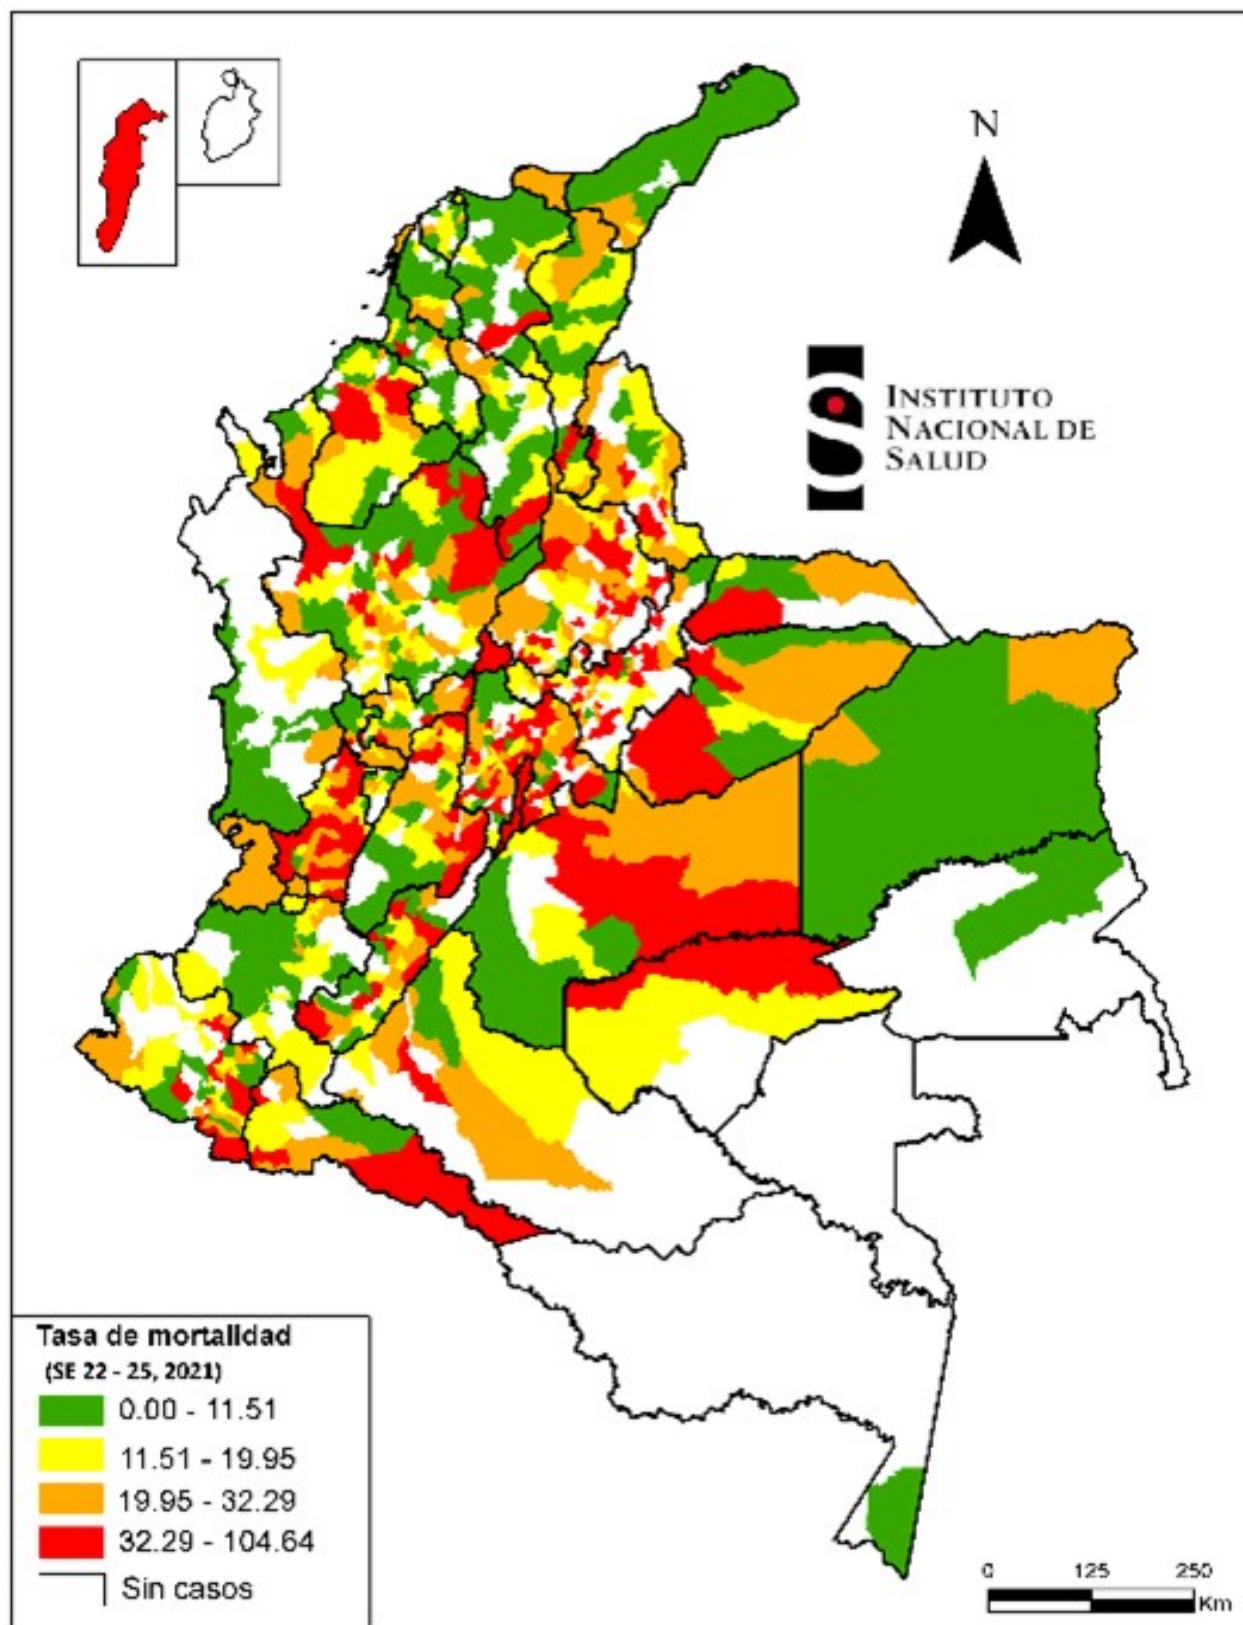 N
INSTITUTO
NACIONAL DE
SALUD
Tasa de mortalidad
(SE 22 - 25, 2021)
0.00 - 11.51
11.51 - 19.95
19.95 - 32.29
32.29 - 104.64
Sin casos
0 125 250
Km